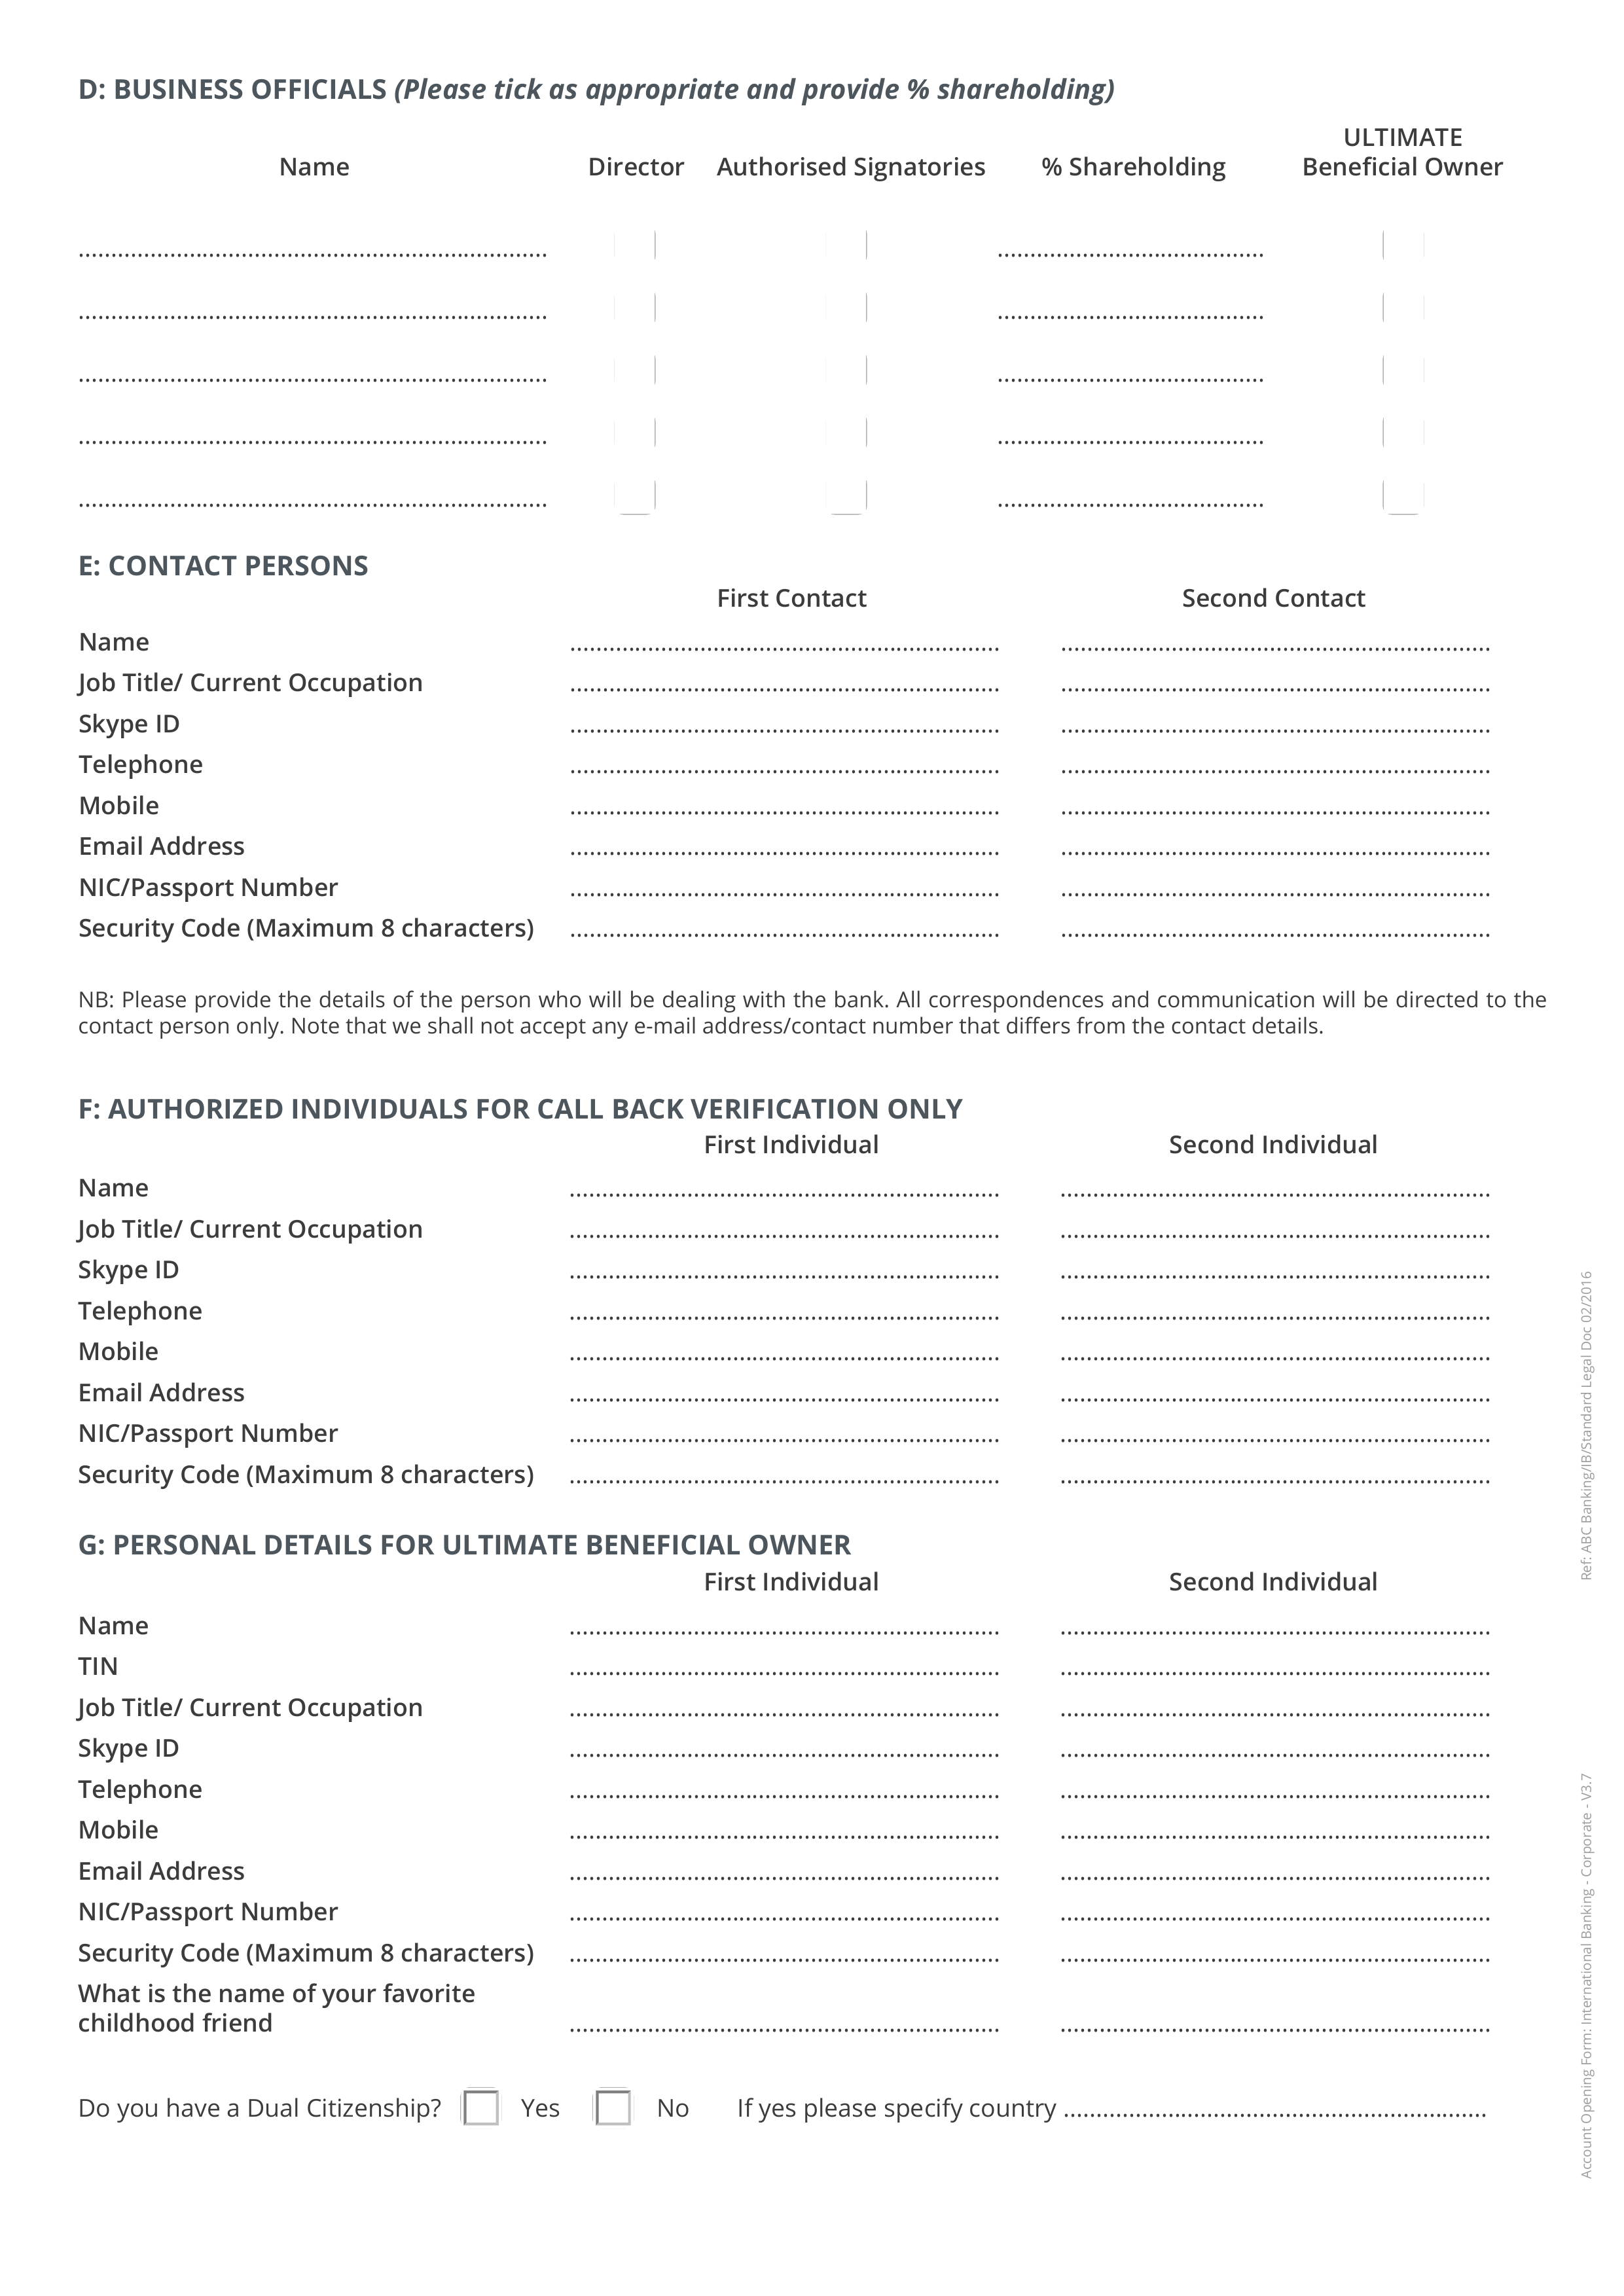 D: BUSINESS OFFICIALS (Please tick as appropriate and provide % shareholding)
ULTIMATE
Name Director Authorised Signatories % Shareholding Beneficial Owner
E: CONTACT PERSONS
First Contact Second Contact
Name
Job Title/ Current Occupation
Skype ID
Telephone
Mobile
Email Address
NIC/Passport Number
Security Code (Maximum 8 characters)
NB: Please provide the details of the person who will be dealing with the bank. All correspondences and communication will be directed to the
contact person only. Note that we shall not accept any e-mail address/contact number that differs from the contact details.
F: AUTHORIZED INDIVIDUALS FOR CALL BACK VERIFICATION ONLY
First Individual Second Individual
Name
Job Title/ Current Occupation
Skype ID
Telephone
Mobile
Email Address
NIC/Passport Number
Security Code (Maximum 8 characters)
G: PERSONAL DETAILS FOR ULTIMATE BENEFICIAL OWNER
First Individual Second Individual
Name
TIN
Job Title/ Current Occupation
Skype ID
Telephone
Mobile
Email Address
NIC/Passport Number
Security Code (Maximum 8 characters)
What is the name of your favorite
childhood friend
Do you have a Dual Citizenship? Yes No If yes please specify country
Ref: ABC Banking/IB/Standard Legal Doc 02/2016
Account Opening Form: International Banking - Corporate - V3.7